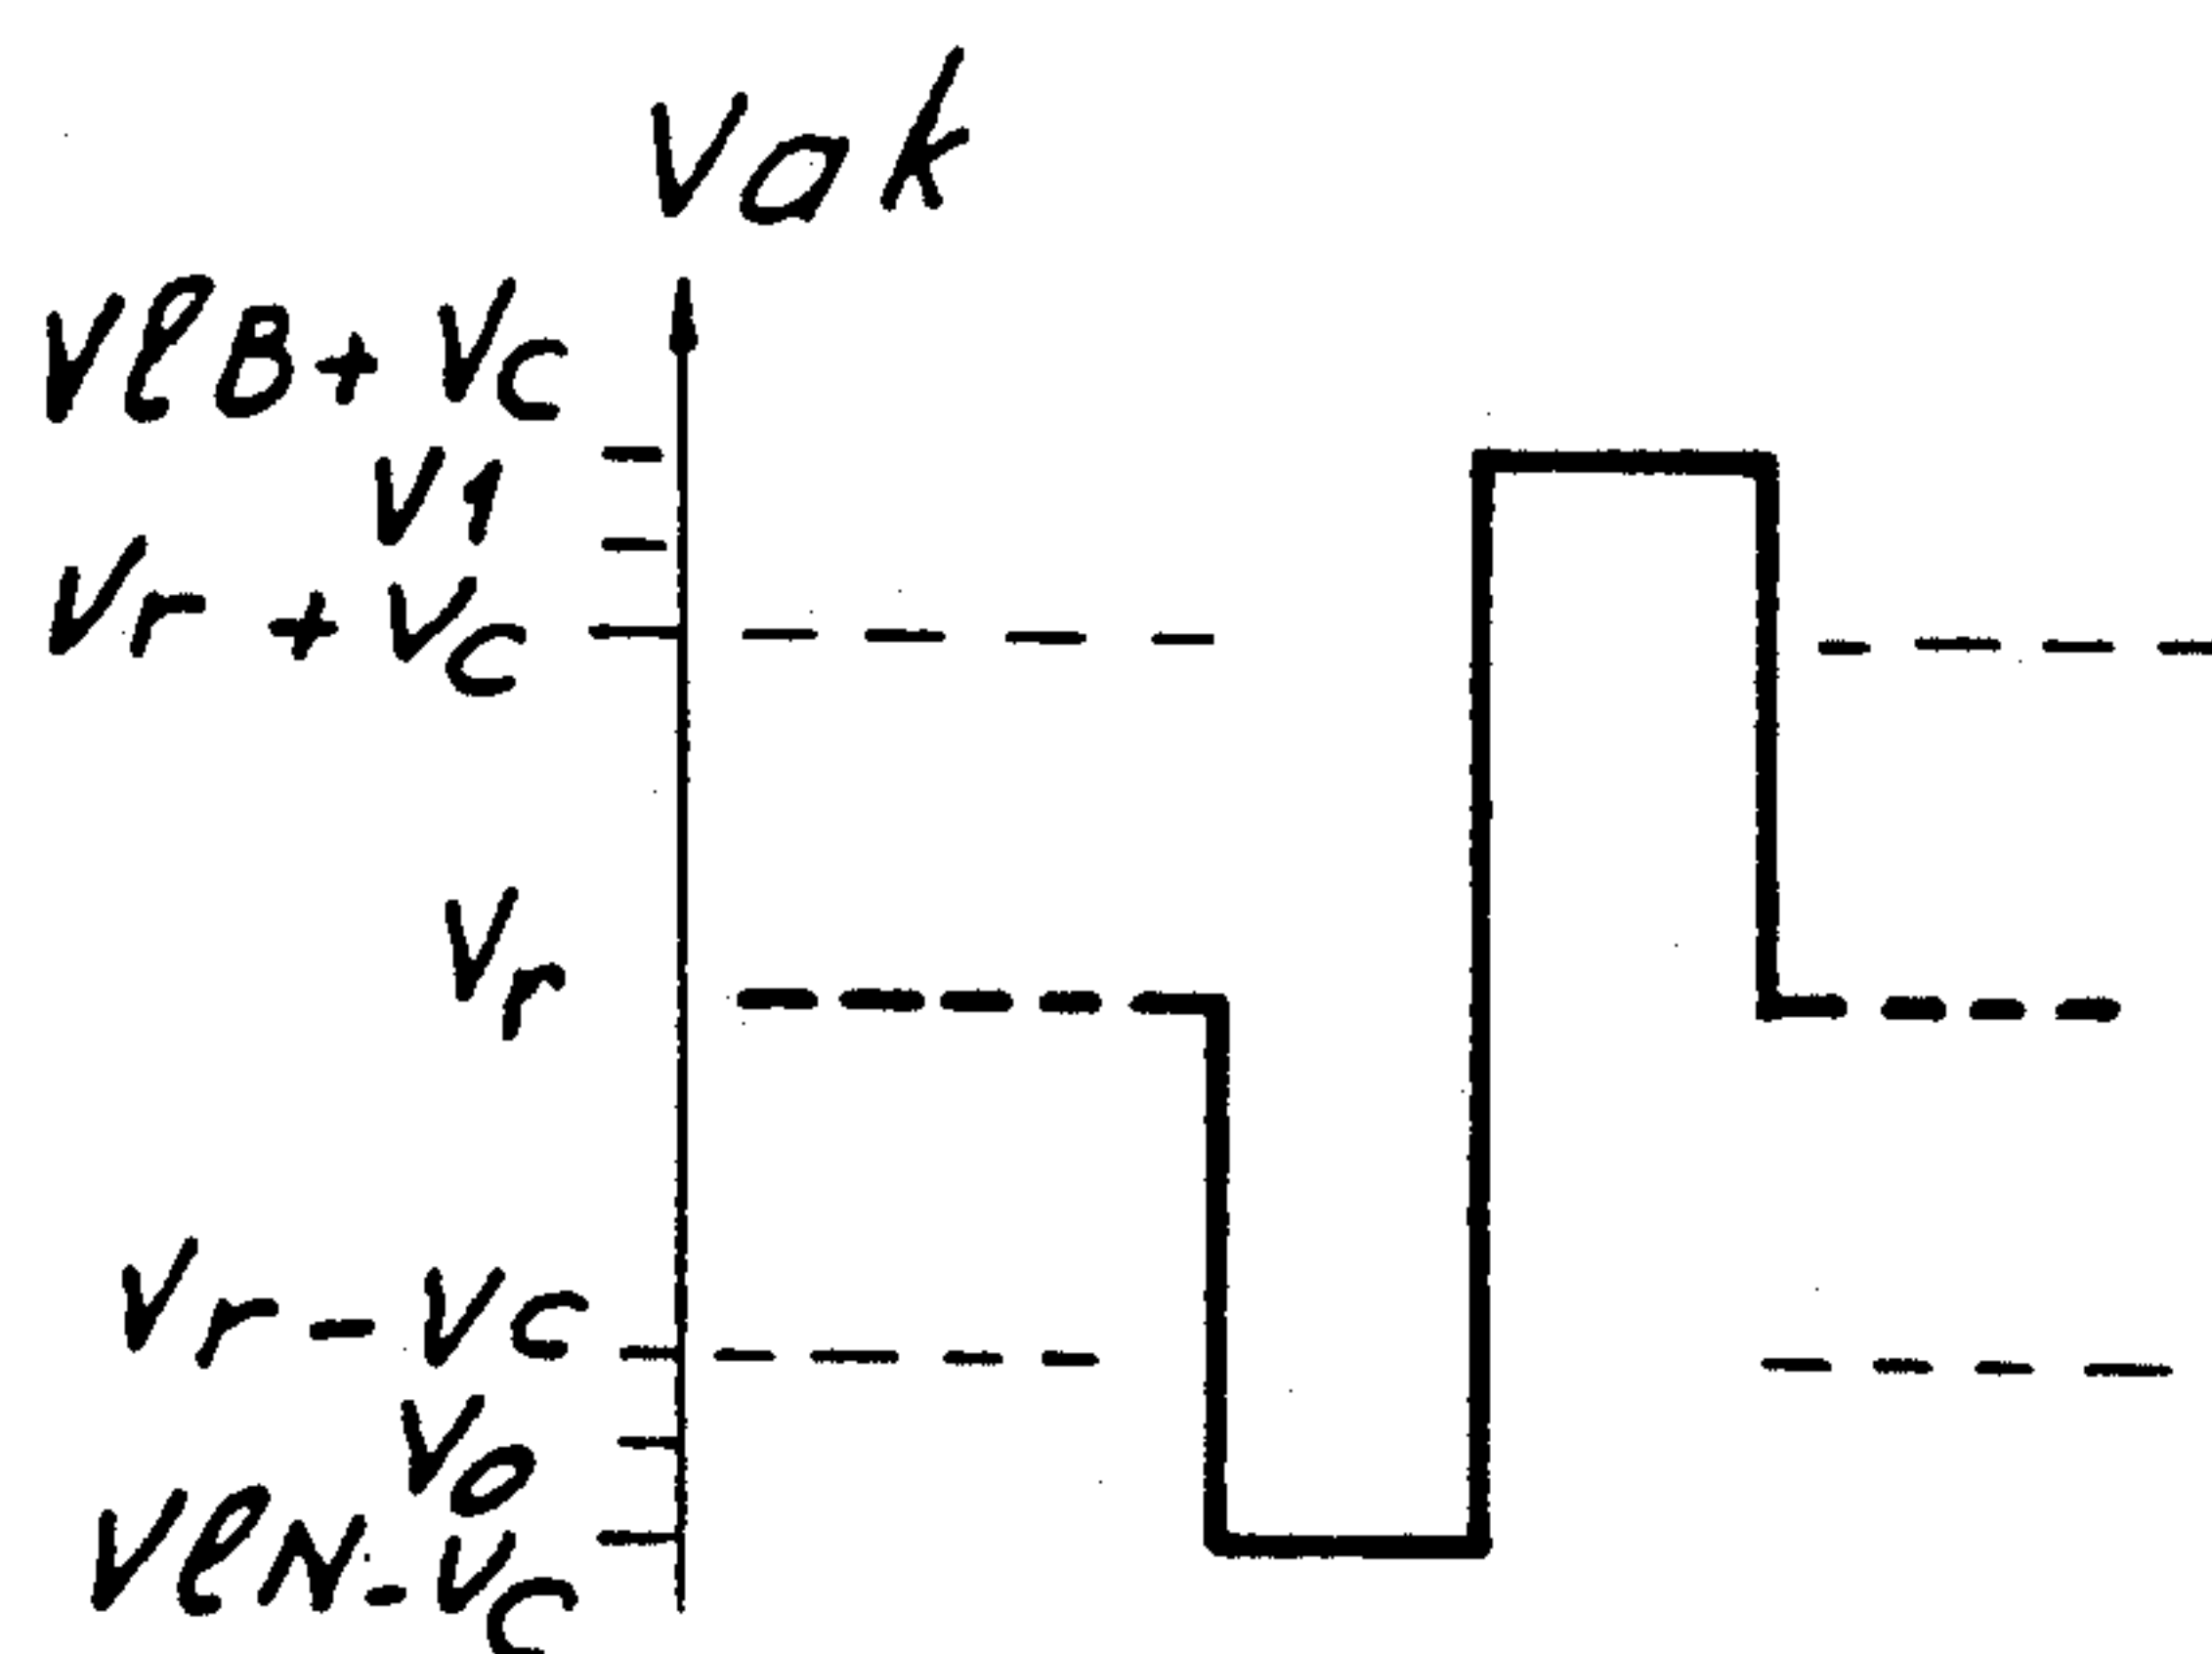 Vak
VℓB+ Vc
V1
Vr + Vc
Vr
Vr - Vc
Vo
VℓN-Vc